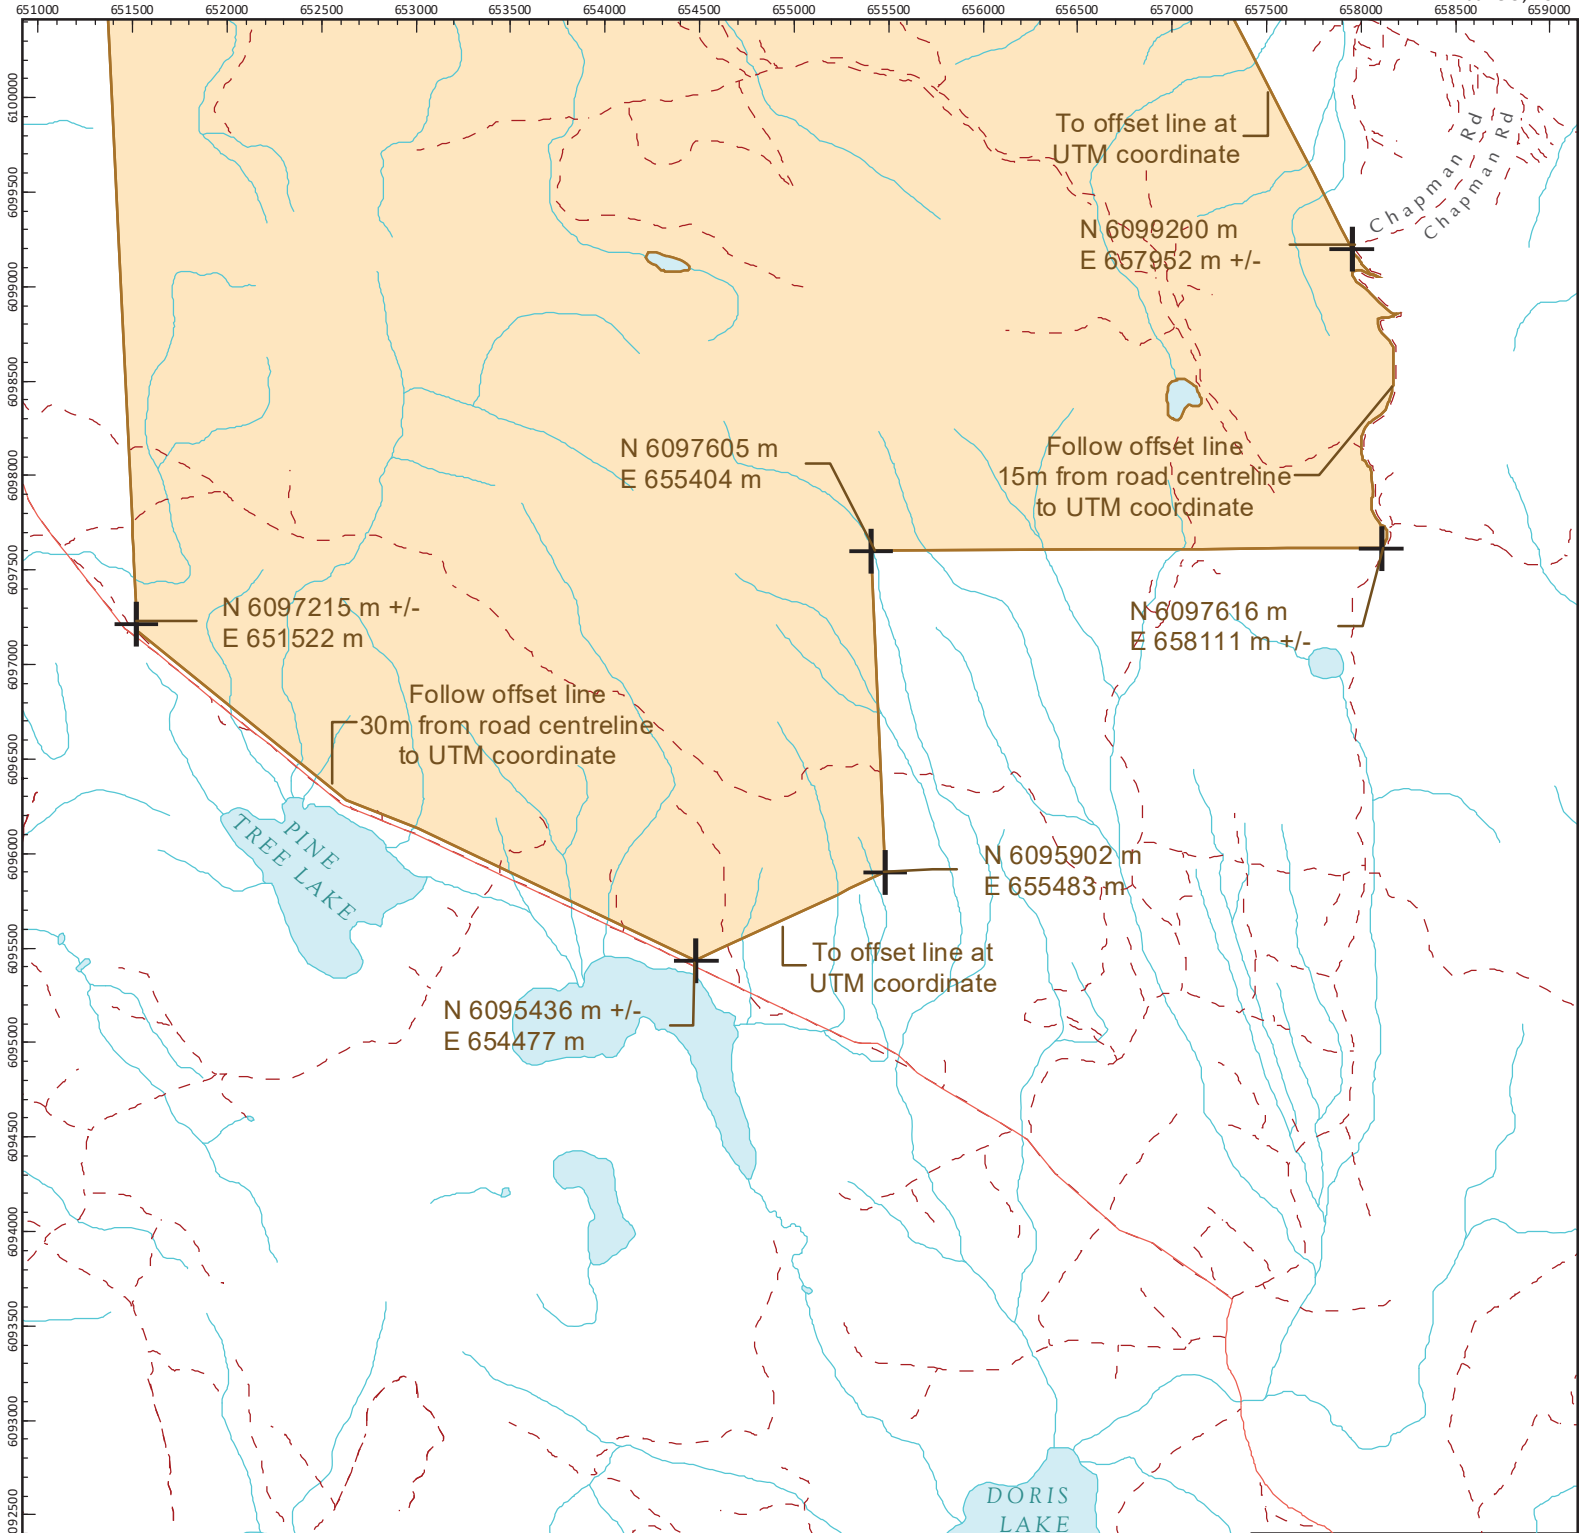 651000 651500 652000 652500 653000 653500 654000 654500 655000 655500 656000 656500 657000 657500 658000 658500 659000
6100000
6099500
6099000
6098500
6098000
6097500
6097000
6096500
6096000
6095500
6095000
6094500
6094000
6093500
6093000
6092500
To offset line at
UTM coordinate
Chapman Rd
Chapman Rd
N 6099200 m
E 657952 m +/-
N 6097605 m
E 655404 m
Follow offset line
15m from road centreline
to UTM coordinate
N 6097215 m +/-
E 651522 m
N 6097616 m
E 658111 m +/-
Follow offset line
30m from road centreline
to UTM coordinate
PINE
TREE LAKE
N 6095902 m
E 655483 m
To offset line at
UTM coordinate
N 6095436 m +/-
E 654477 m
DORIS
LAKE